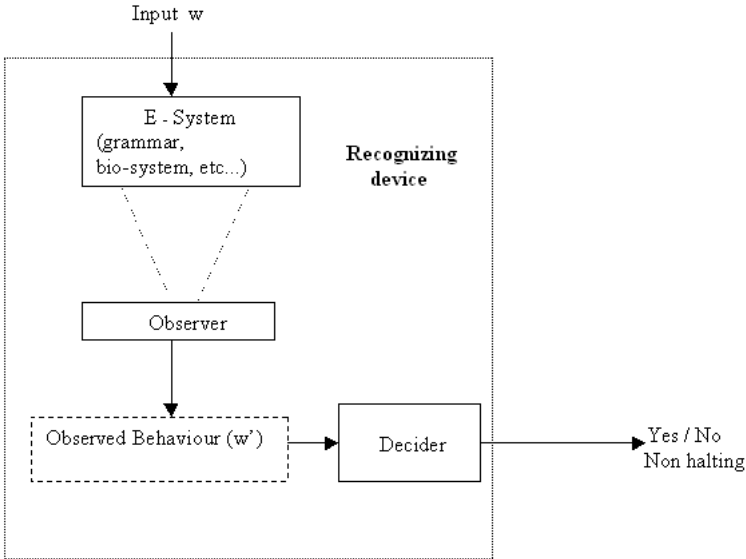 Input w
E - System
(grammar,
bio-system, etc...)
Recognizing
device
Observer
Observed Behaviour (w’)
Decider
Yes / No
Non halting